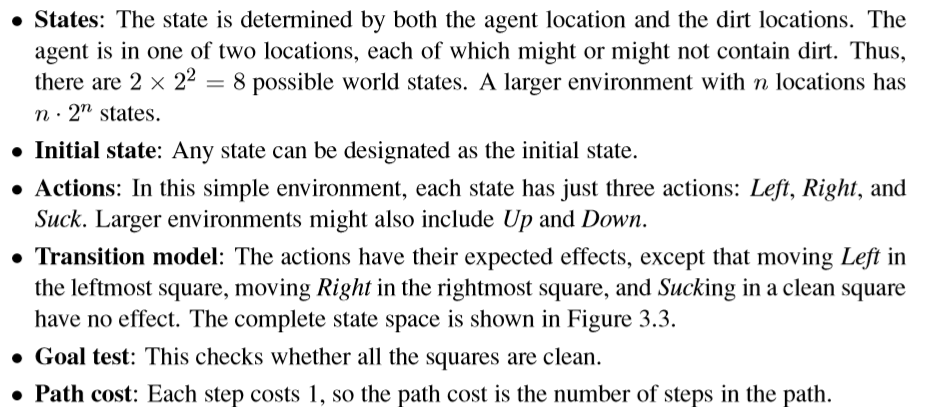 • States: The state is determined by both the agent location and the dirt locations. The
agent is in one of two locations, each of which might or might not contain dirt. Thus,
there are 2 × 2² = 8 possible world states. A larger environment with n locations has
n · 2ⁿ states.
• Initial state: Any state can be designated as the initial state.
• Actions: In this simple environment, each state has just three actions: Left, Right, and
Suck. Larger environments might also include Up and Down.
• Transition model: The actions have their expected effects, except that moving Left in
the leftmost square, moving Right in the rightmost square, and Sucking in a clean square
have no effect. The complete state space is shown in Figure 3.3.
• Goal test: This checks whether all the squares are clean.
• Path cost: Each step costs 1, so the path cost is the number of steps in the path.